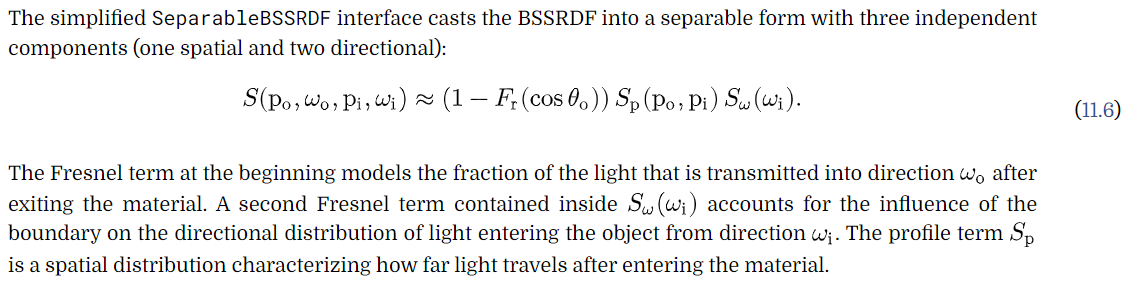 The simplified SeparableBSSRDF interface casts the BSSRDF into a separable form with three independent
components (one spatial and two directional):
S(pₒ, ωₒ, pᵢ, ωᵢ) ≈ (1 − Fᵣ(cos θₒ)) Sₚ(pₒ, pᵢ) S_ω(ωᵢ).
(11.6)
The Fresnel term at the beginning models the fraction of the light that is transmitted into direction ωₒ after
exiting the material. A second Fresnel term contained inside S_ω(ωᵢ) accounts for the influence of the
boundary on the directional distribution of light entering the object from direction ωᵢ. The profile term Sₚ
is a spatial distribution characterizing how far light travels after entering the material.